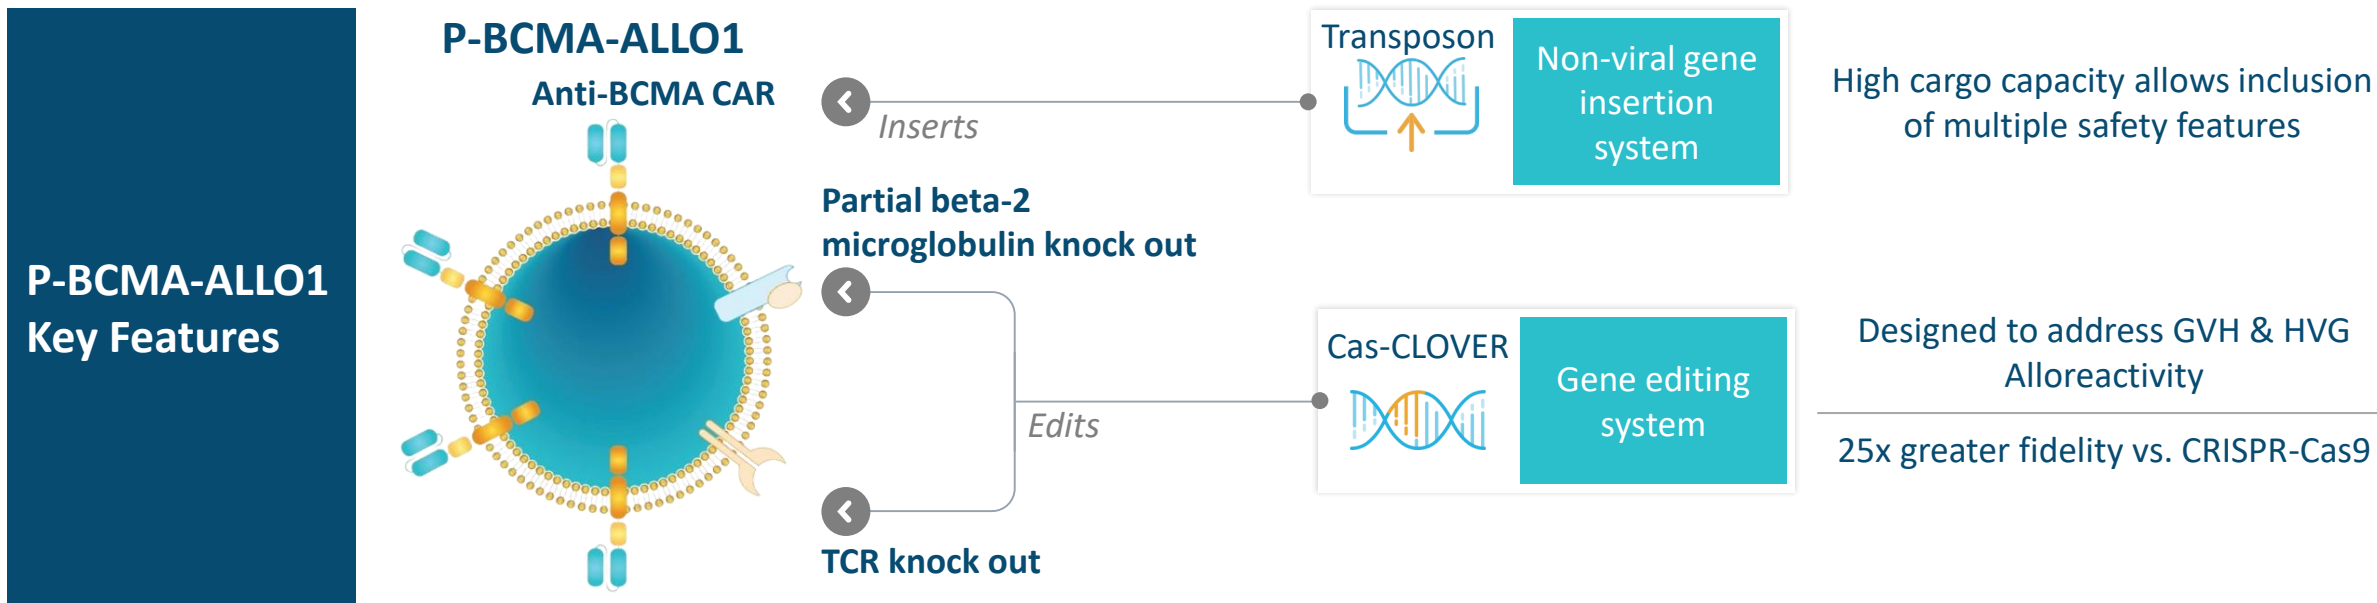 P-BCMA-ALLO1
Key Features
P-BCMA-ALLO1
Anti-BCMA CAR
Inserts
Transposon
Non-viral gene
insertion
system
High cargo capacity allows inclusion
of multiple safety features
Partial beta-2
microglobulin knock out
Edits
TCR knock out
Cas-CLOVER
Gene editing
system
Designed to address GVH & HVG
Alloreactivity
25x greater fidelity vs. CRISPR-Cas9